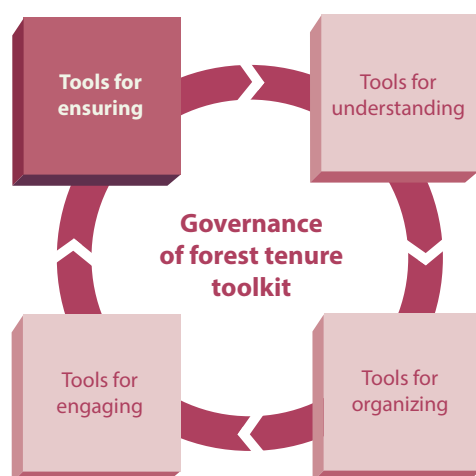 Tools for
ensuring
Tools for
understanding
Governance
of forest tenure
toolkit
Tools for
engaging
Tools for
organizing